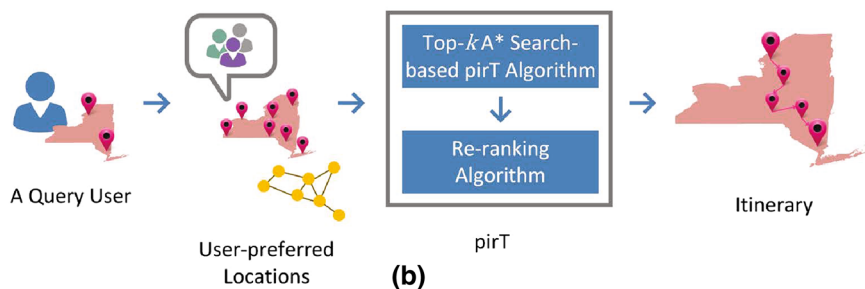 A Query User
User-preferred
Locations
Top-k A* Search-
based pirT Algorithm
Re-ranking
Algorithm
pirT
Itinerary
(b)